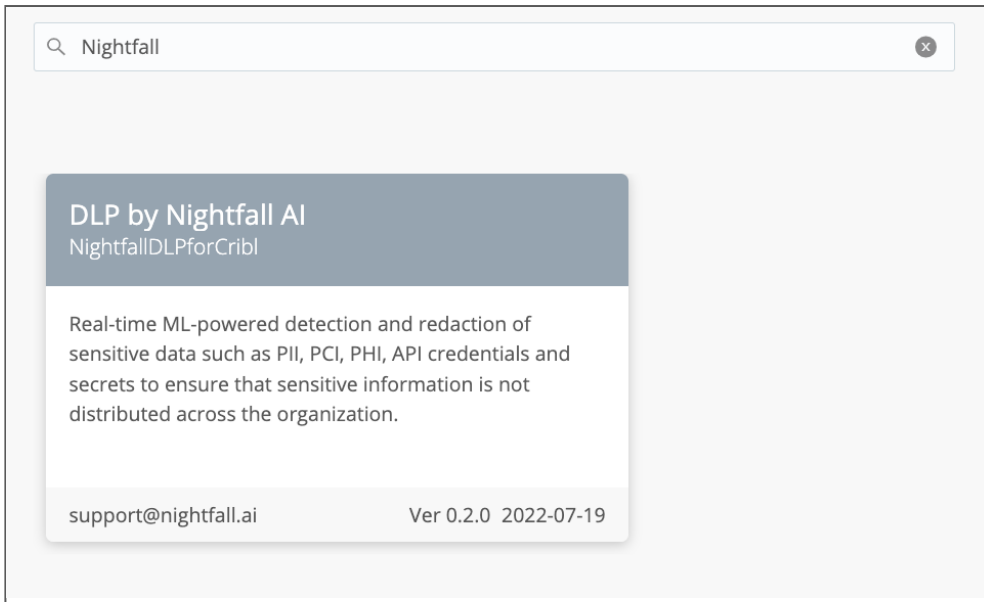 Nightfall
DLP by Nightfall AI
NightfallDLPforCribl
Real-time ML-powered detection and redaction of
sensitive data such as PII, PCI, PHI, API credentials and
secrets to ensure that sensitive information is not
distributed across the organization.
support@nightfall.ai Ver 0.2.0 2022-07-19